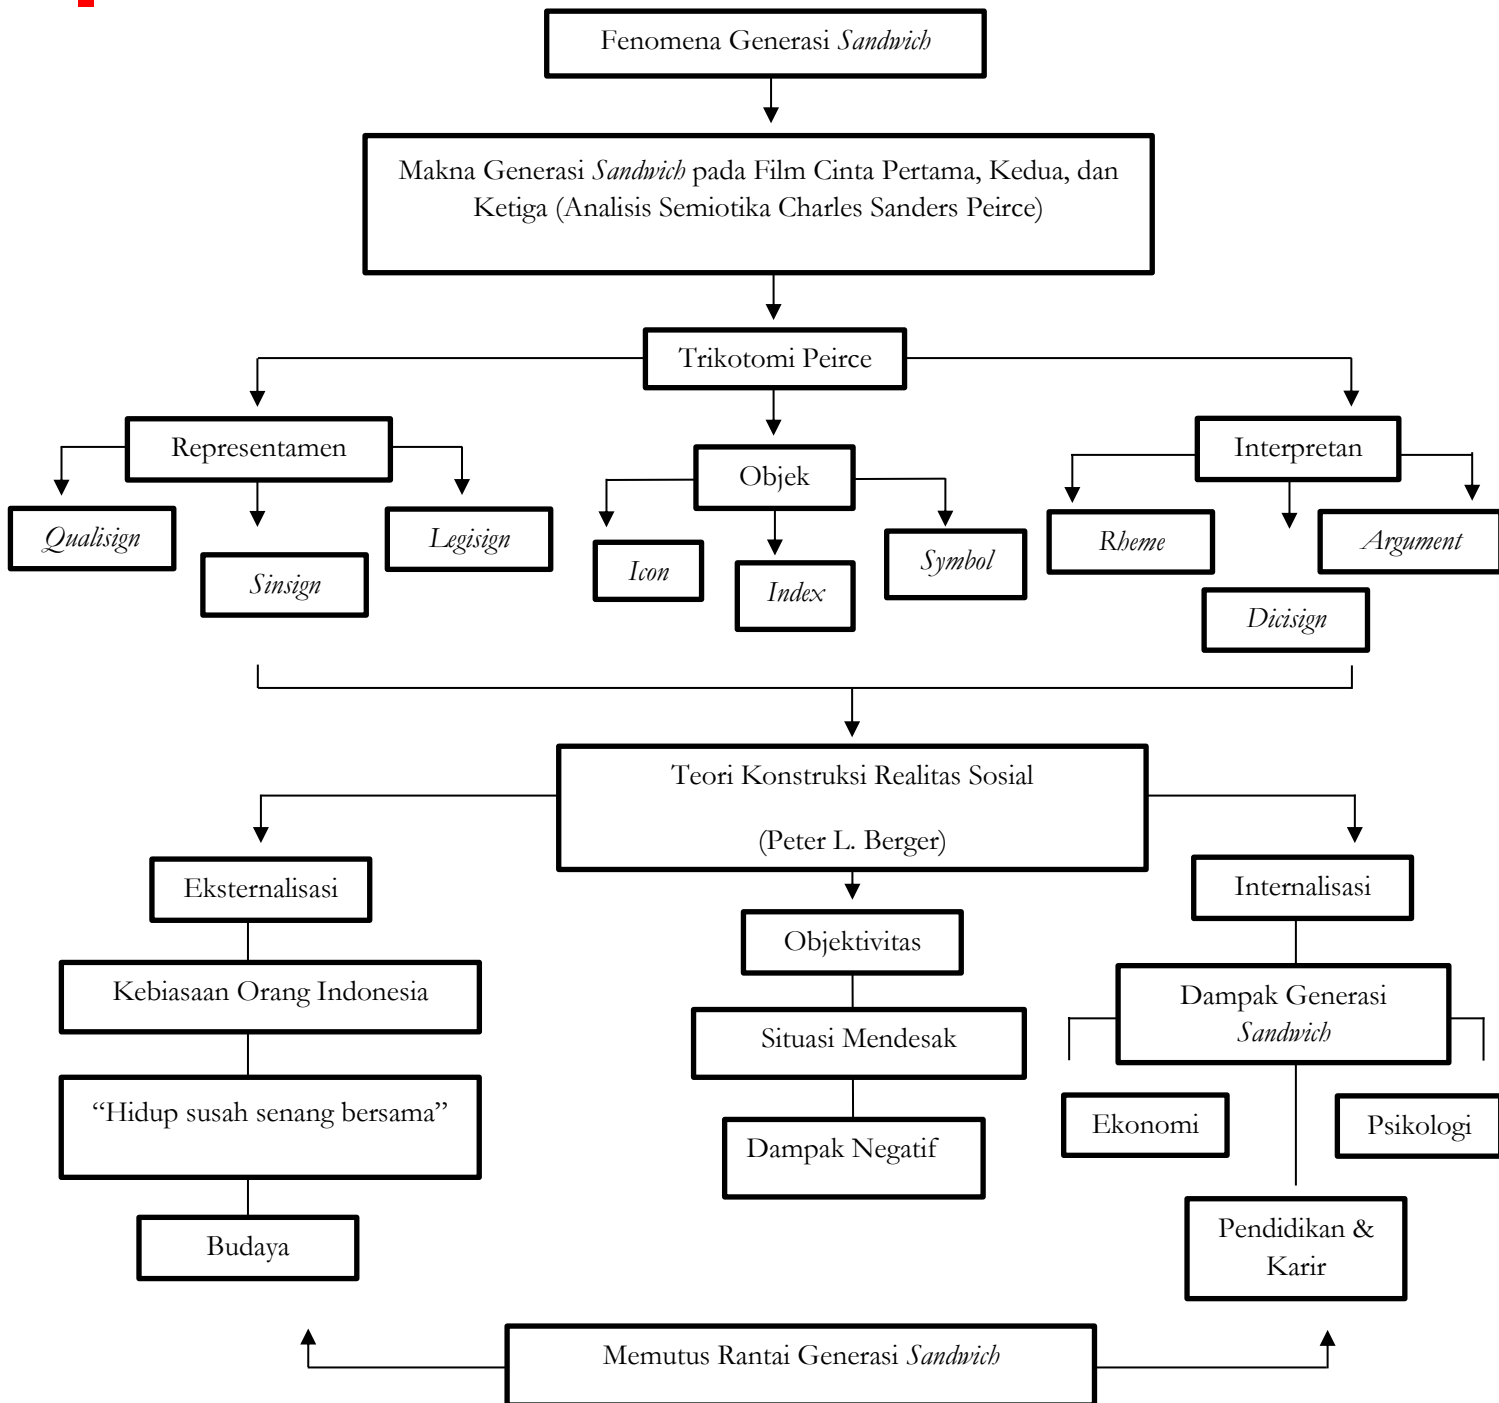 Fenomena Generasi Sandwich
Makna Generasi Sandwich pada Film Cinta Pertama, Kedua, dan
Ketiga (Analisis Semiotika Charles Sanders Peirce)
Trikotomi Peirce
Representamen
Objek
Interpretan
Qualisign
Sinsign
Legisign
Icon
Index
Symbol
Rheme
Dicisign
Argument
Teori Konstruksi Realitas Sosial
(Peter L. Berger)
Eksternalisasi
Kebiasaan Orang Indonesia
“Hidup susah senang bersama”
Budaya
Objektivitas
Situasi Mendesak
Dampak Negatif
Internalisasi
Dampak Generasi
Sandwich
Ekonomi
Psikologi
Pendidikan &
Karir
Memutus Rantai Generasi Sandwich